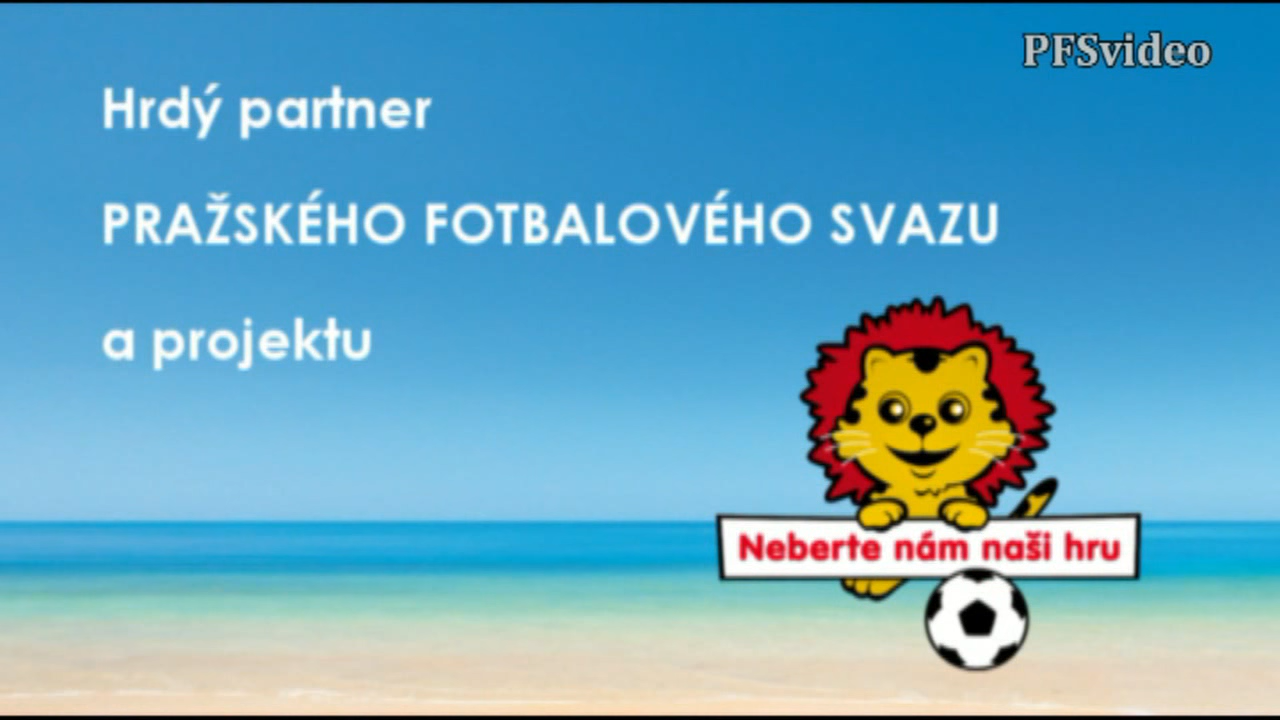 PFSvideo
Hrdý partner
PRAŽSKÉHO FOTBALOVÉHO SVAZU
a projektu
Neberte nám naši hru